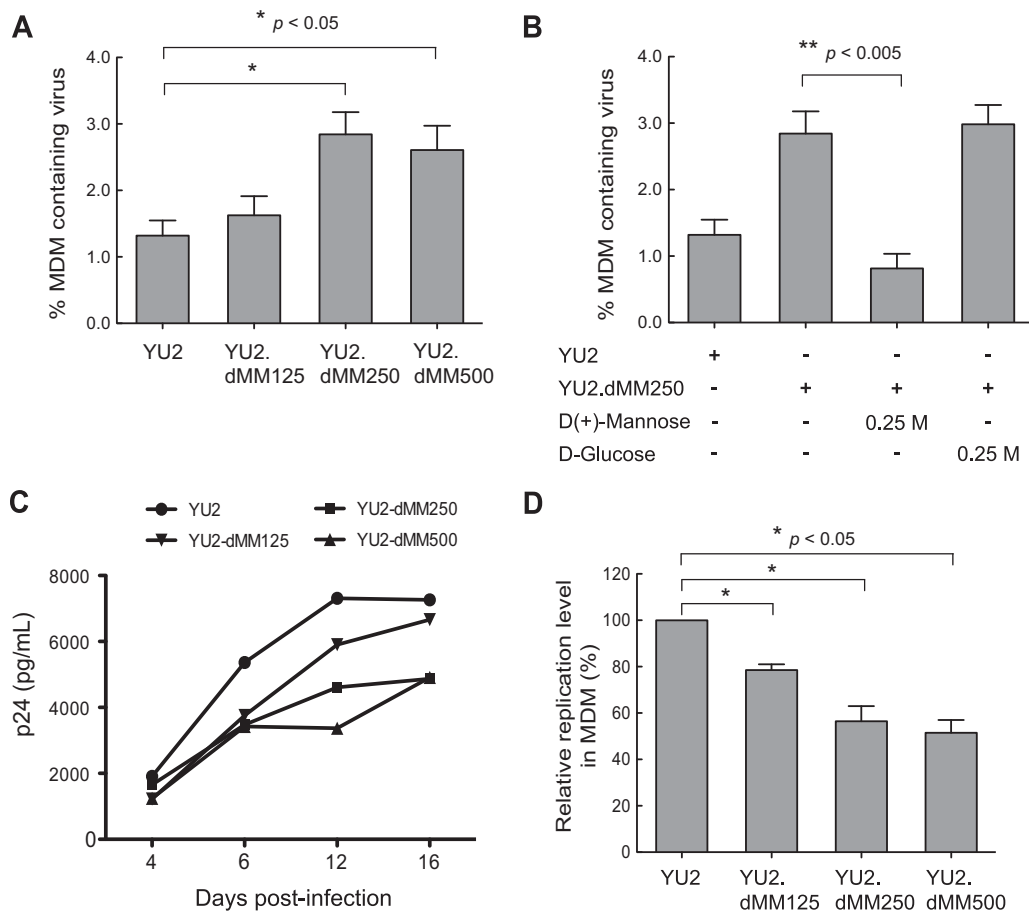 A
* p < 0.05
*
% MDM containing virus
4.0
3.0
2.0
1.0
0.0
YU2
YU2.
dMM125
YU2.
dMM250
YU2.
dMM500
B
** p < 0.005
% MDM containing virus
4.0
3.0
2.0
1.0
0.0
YU2 + - - -
YU2.dMM250 - + + +
D(+)-Mannose - - 0.25 M -
D-Glucose - - - 0.25 M
C
YU2
YU2-dMM250
YU2-dMM125
YU2-dMM500
p24 (pg/mL)
8000
6000
4000
2000
0
4 6 12 16
Days post-infection
D
* p < 0.05
*
*
Relative replication level
in MDM (%)
120
100
80
60
40
20
0
YU2
YU2.
dMM125
YU2.
dMM250
YU2.
dMM500